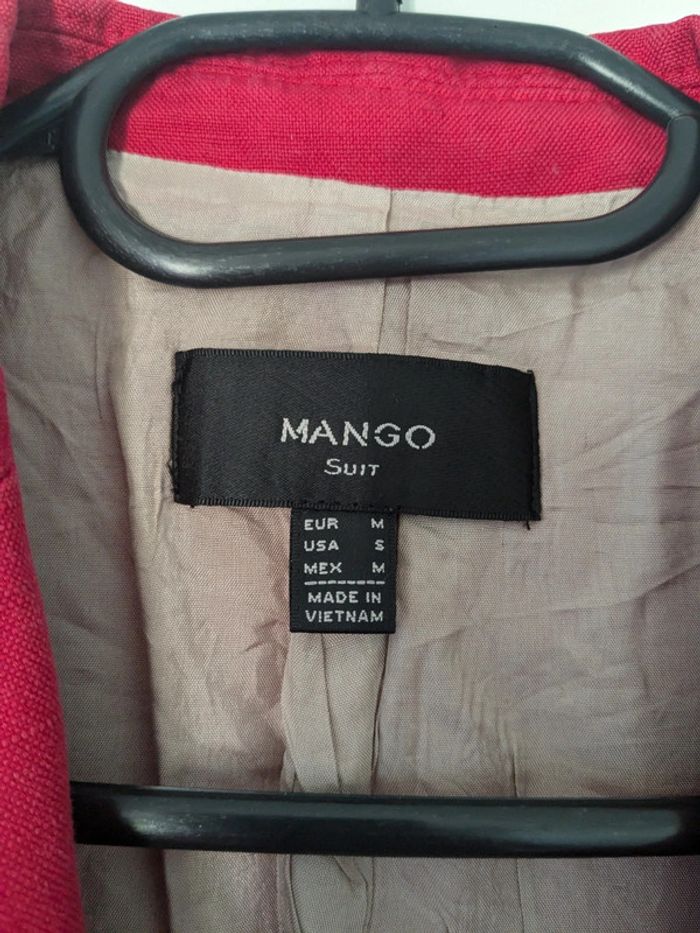 MANGO
SUIT
EUR M
USA S
MEX M
MADE IN
VIETNAM